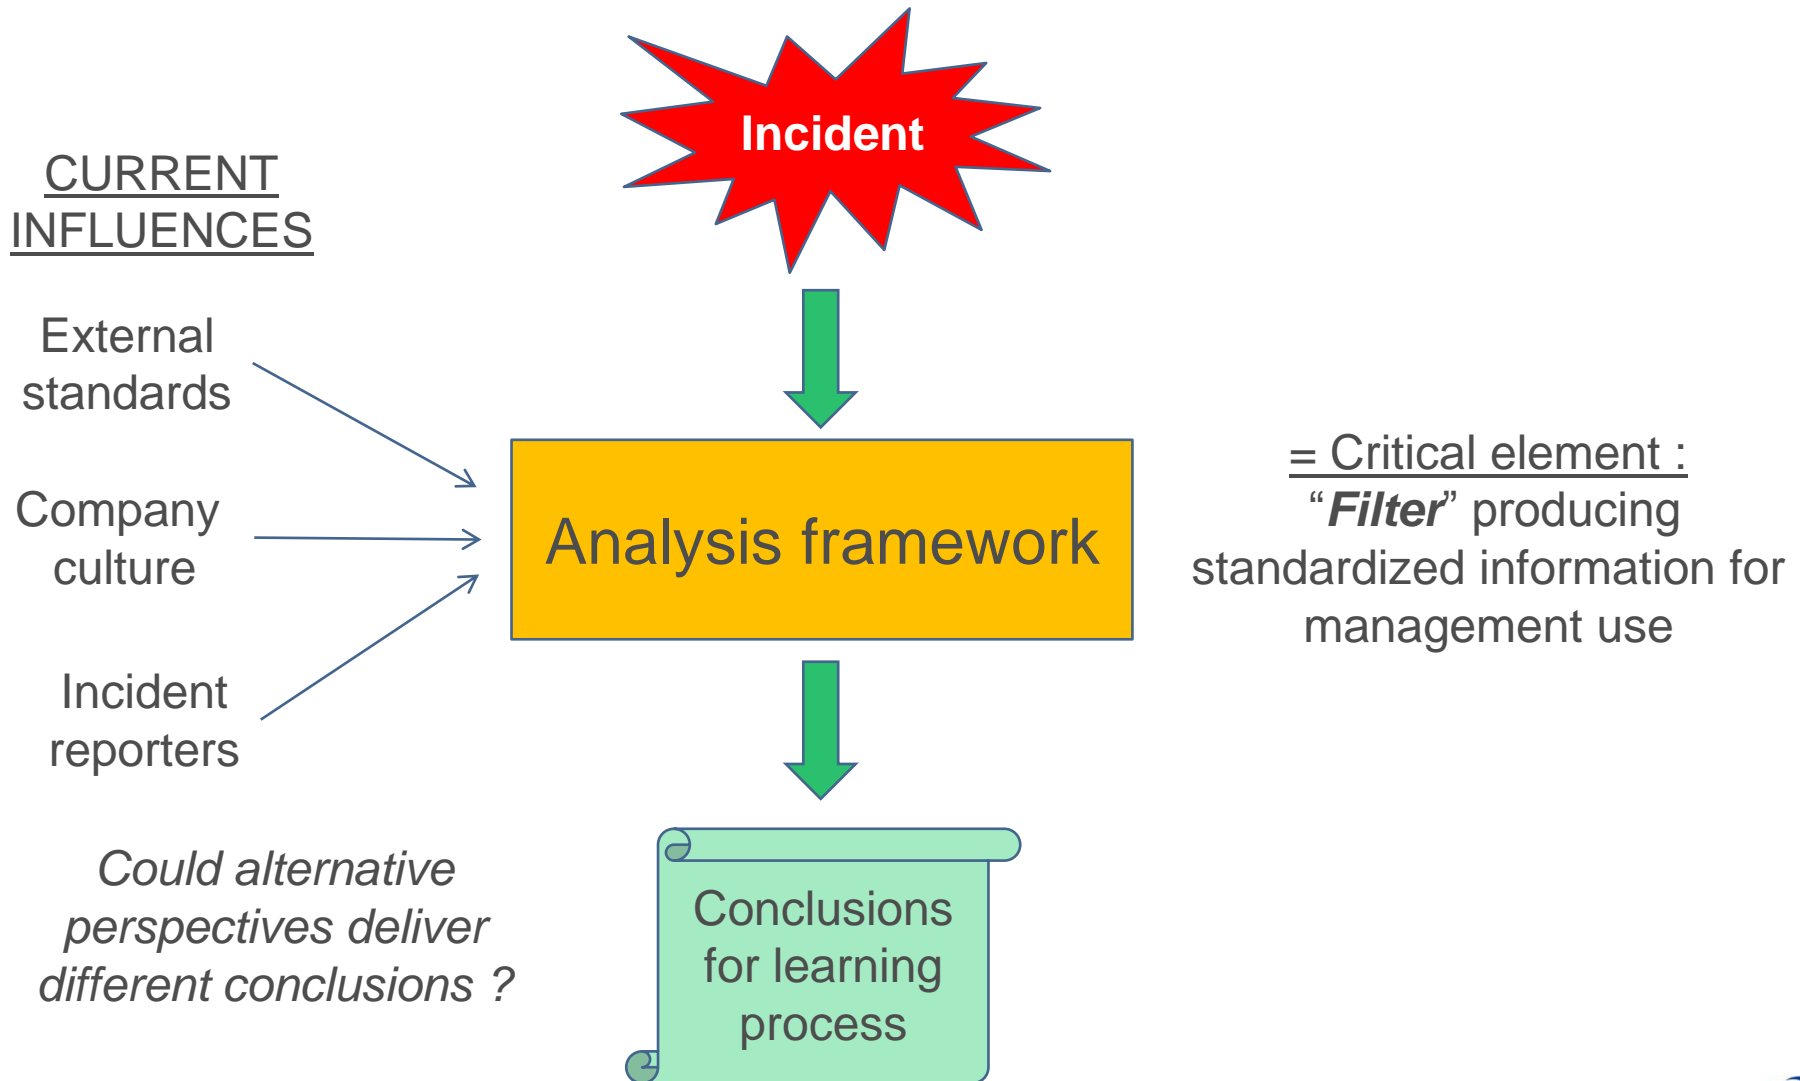 Incident
CURRENT
INFLUENCES
External
standards
Company
culture
Incident
reporters
Analysis framework
= Critical element :
“Filter” producing
standardized information for
management use
Could alternative
perspectives deliver
different conclusions ?
Conclusions
for learning
process